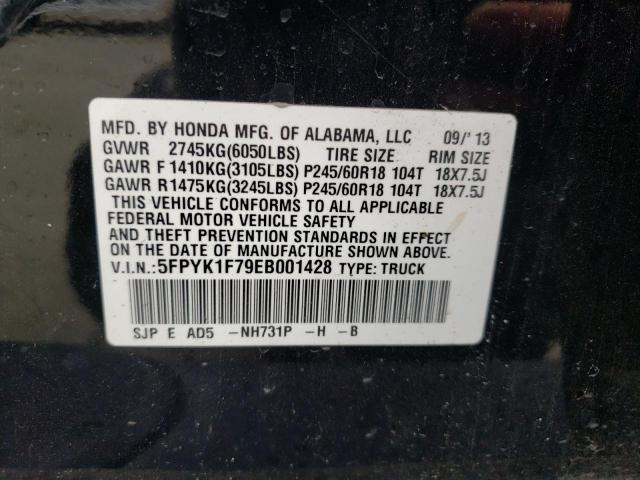 MFD. BY HONDA MFG. OF ALABAMA, LLC 09/'13
GVWR 2745KG(6050LBS) TIRE SIZE RIM SIZE
GAWR F 1410KG(3105LBS) P245/60R18 104T 18X7.5J
GAWR R 1475KG(3245LBS) P245/60R18 104T 18X7.5J
THIS VEHICLE CONFORMS TO ALL APPLICABLE
FEDERAL MOTOR VEHICLE SAFETY
AND THEFT PREVENTION STANDARDS IN EFFECT
ON THE DATE OF MANUFACTURE SHOWN ABOVE.
V.I.N.:5FPYK1F79EB001428 TYPE: TRUCK
SJP E AD5 -NH731P -H -B